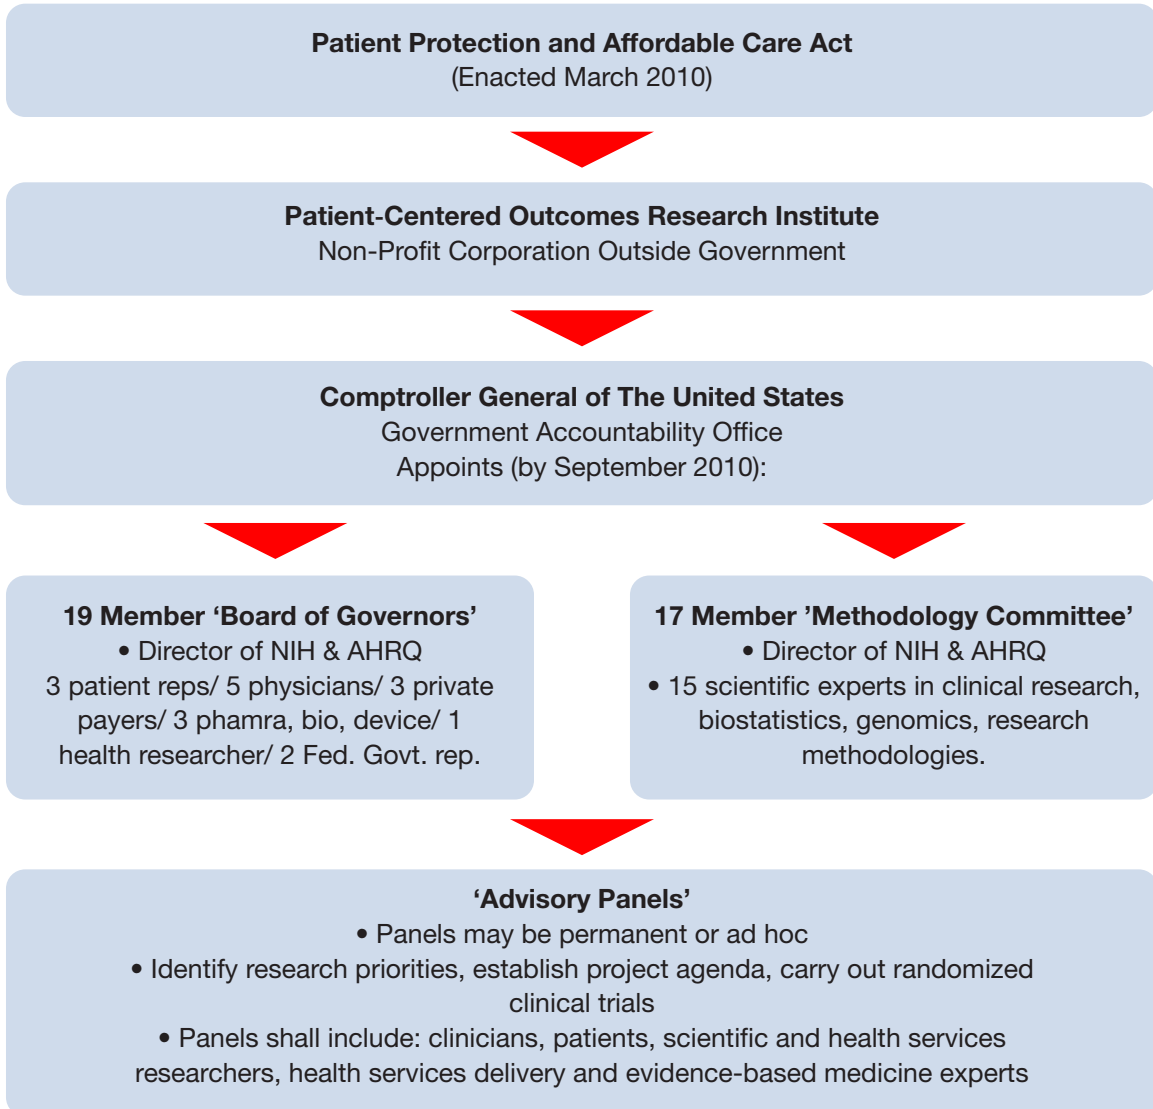 Patient Protection and Affordable Care Act
(Enacted March 2010)
Patient-Centered Outcomes Research Institute
Non-Profit Corporation Outside Government
Comptroller General of The United States
Government Accountability Office
Appoints (by September 2010):
19 Member ‘Board of Governors’
• Director of NIH & AHRQ
3 patient reps/ 5 physicians/ 3 private
payers/ 3 phamra, bio, device/ 1
health researcher/ 2 Fed. Govt. rep.
17 Member ’Methodology Committee’
• Director of NIH & AHRQ
• 15 scientific experts in clinical research,
biostatistics, genomics, research
methodologies.
‘Advisory Panels’
• Panels may be permanent or ad hoc
• Identify research priorities, establish project agenda, carry out randomized
clinical trials
• Panels shall include: clinicians, patients, scientific and health services
researchers, health services delivery and evidence-based medicine experts